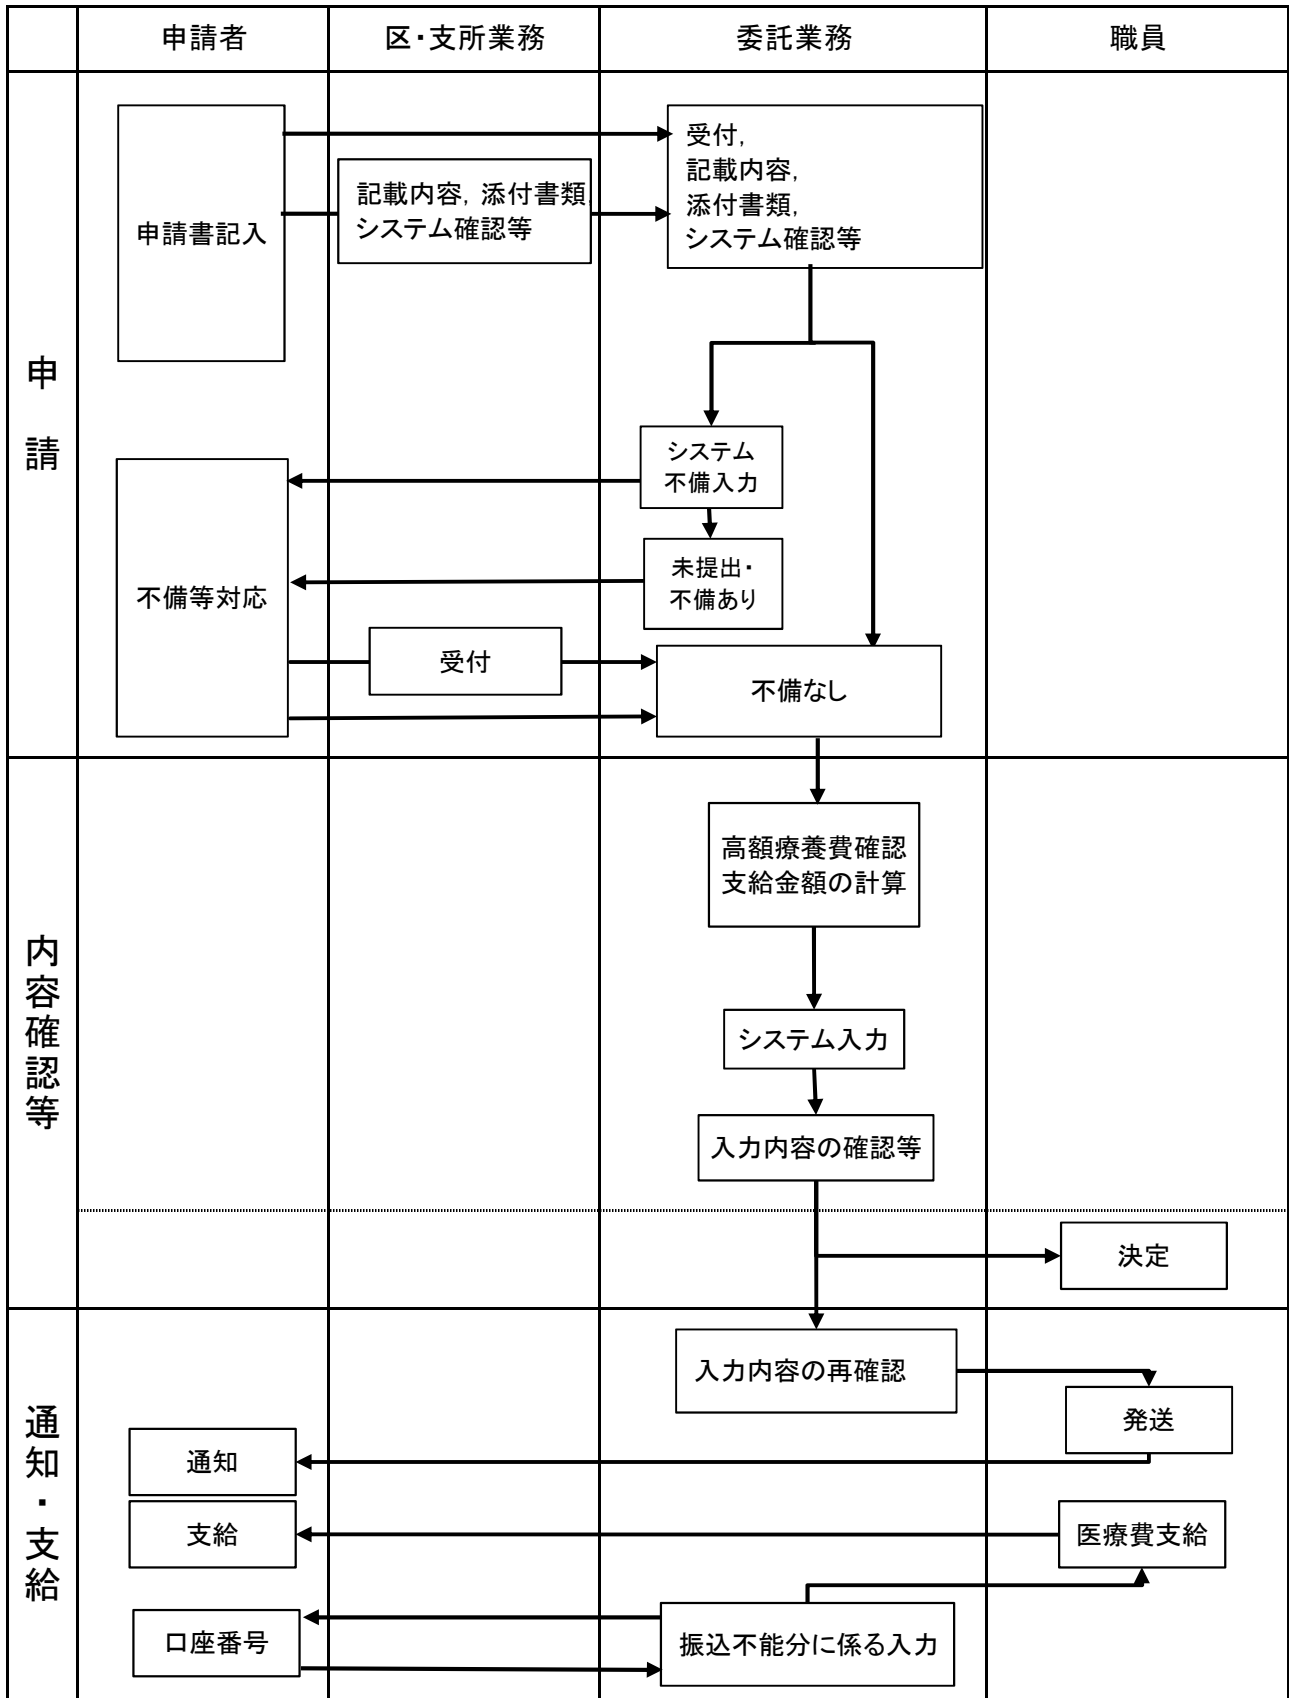 申請者
区・支所業務
委託業務
職員
申請
申請書記入
記載内容，添付書類，
システム確認等
受付，
記載内容，
添付書類，
システム確認等
システム
不備入力
未提出・
不備あり
不備等対応
受付
不備なし
内容確認等
高額療養費確認
支給金額の計算
システム入力
入力内容の確認等
決定
通知・支給
入力内容の再確認
発送
通知
支給
医療費支給
口座番号
振込不能分に係る入力